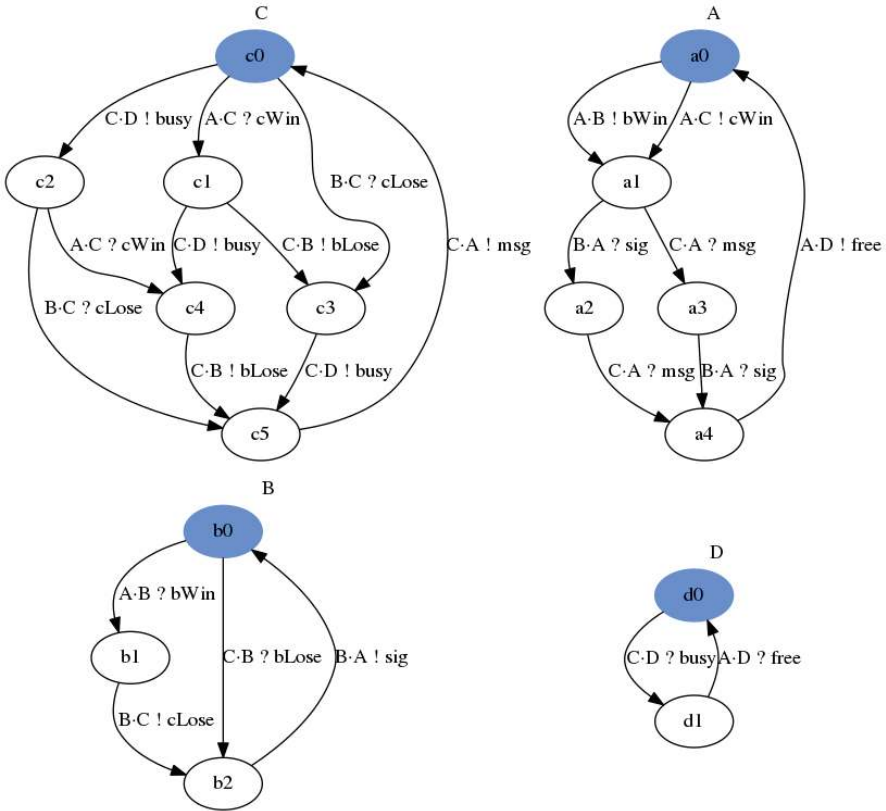 C
A
c0
a0
C·D ! busy
A·C ? cWin
A·B ! bWin
A·C ! cWin
B·C ? cLose
c2
c1
a1
A·C ? cWin
C·D ! busy
C·B ! bLose
C·A ! msg
B·A ? sig
C·A ? msg
A·D ! free
B·C ? cLose
c4
c3
a2
a3
C·B ! bLose
C·D ! busy
C·A ? msg
B·A ? sig
c5
a4
B
b0
D
A·B ? bWin
d0
b1
C·B ? bLose
B·A ! sig
C·D ? busy
A·D ? free
B·C ! cLose
d1
b2